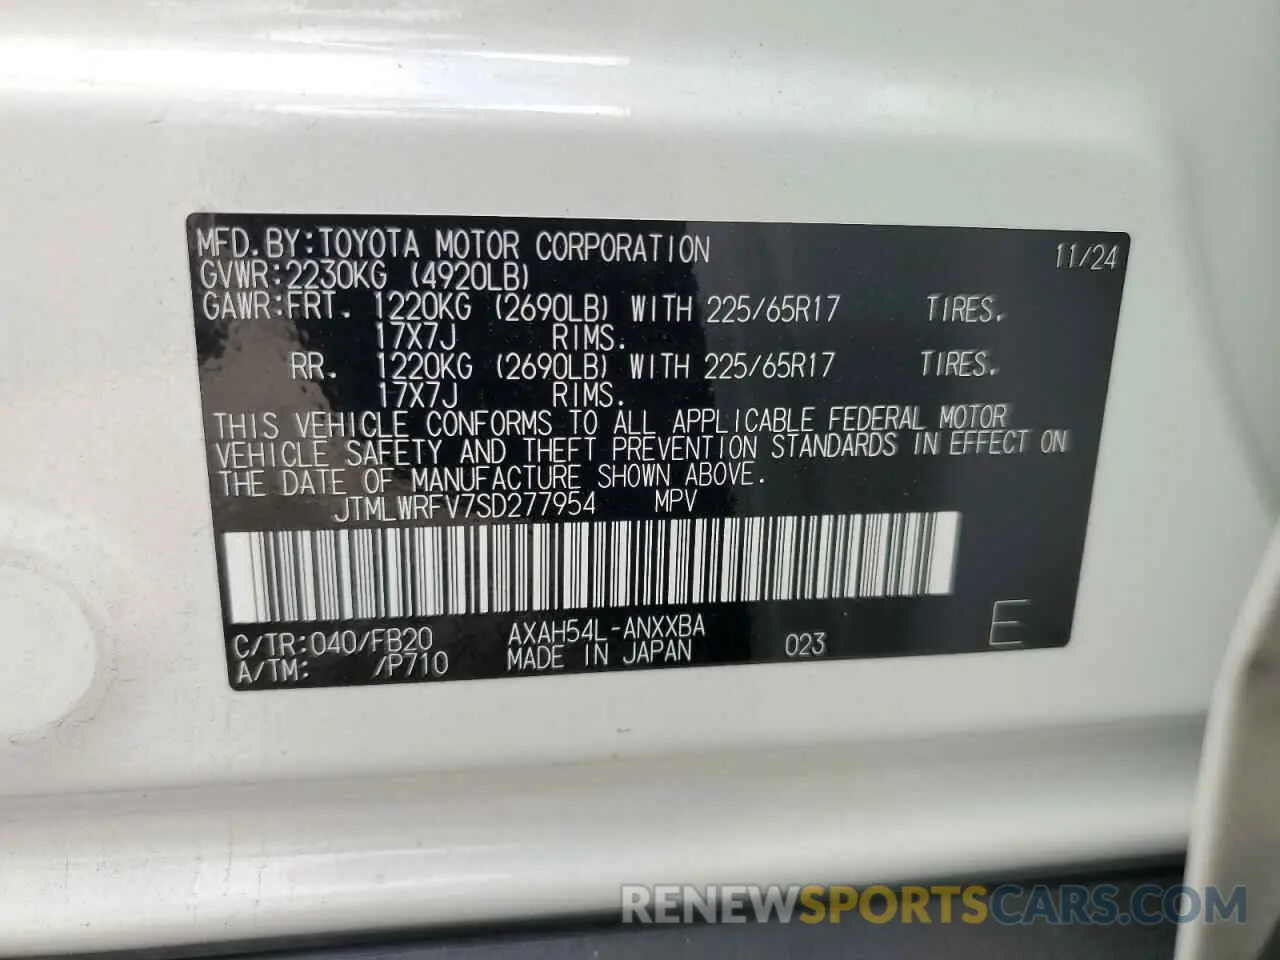 MFD.BY:TOYOTA MOTOR CORPORATION 11/24
GVWR:2230KG (4920LB)
GAWR:FRT. 1220KG (2690LB) WITH 225/65R17 TIRES.
17X7J RIMS.
RR. 1220KG (2690LB) WITH 225/65R17 TIRES.
17X7J RIMS.
THIS VEHICLE CONFORMS TO ALL APPLICABLE FEDERAL MOTOR
VEHICLE SAFETY AND THEFT PREVENTION STANDARDS IN EFFECT ON
THE DATE OF MANUFACTURE SHOWN ABOVE.
JTMLWRFV7SD277954 MPV
C/TR:040/FB20 AXAH54L-ANXXBA 023 E
A/TM: /P710 MADE IN JAPAN
RENEWSPORTSCARS.COM